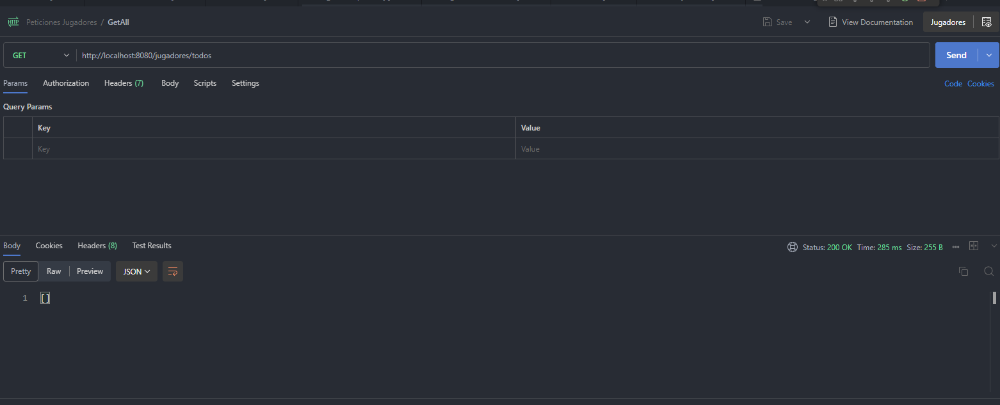 HTTP Peticiones Jugadores / GetAll Save View Documentation Jugadores
GET http://localhost:8080/jugadores/todos Send
Params Authorization Headers (7) Body Scripts Settings Code Cookies
Query Params
Key Value
Key Value
Body Cookies Headers (8) Test Results Status: 200 OK Time: 285 ms Size: 255 B
Pretty Raw Preview JSON
1 []